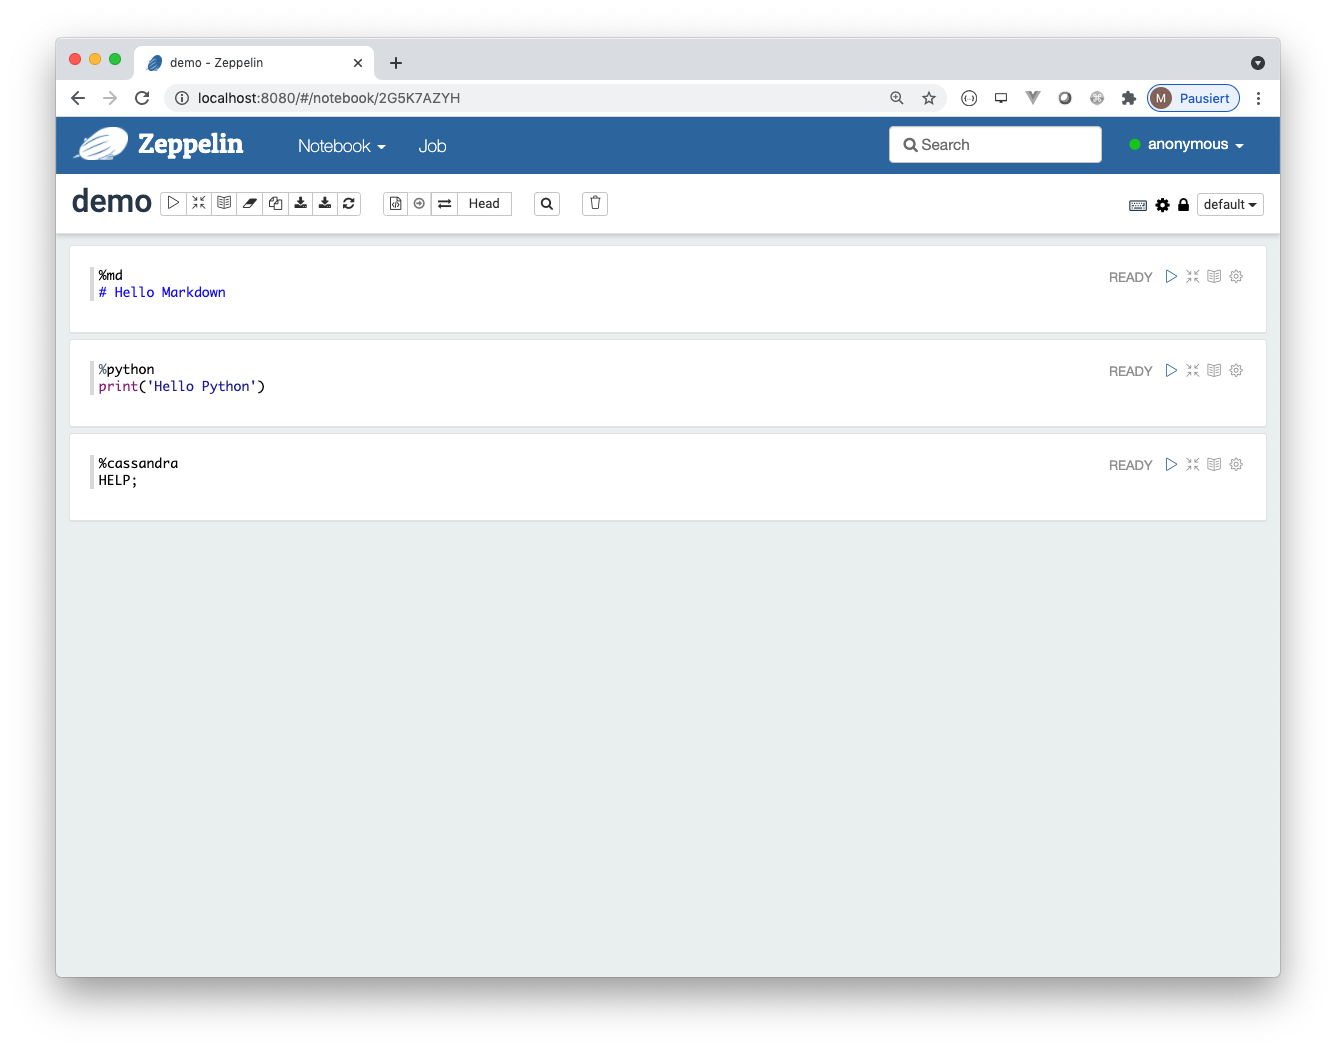 demo - Zeppelin
localhost:8080/#/notebook/2G5K7AZYH
M Pausiert
Zeppelin Notebook Job Search anonymous
demo Head default
%md READY
# Hello Markdown
%python READY
print('Hello Python')
%cassandra READY
HELP;